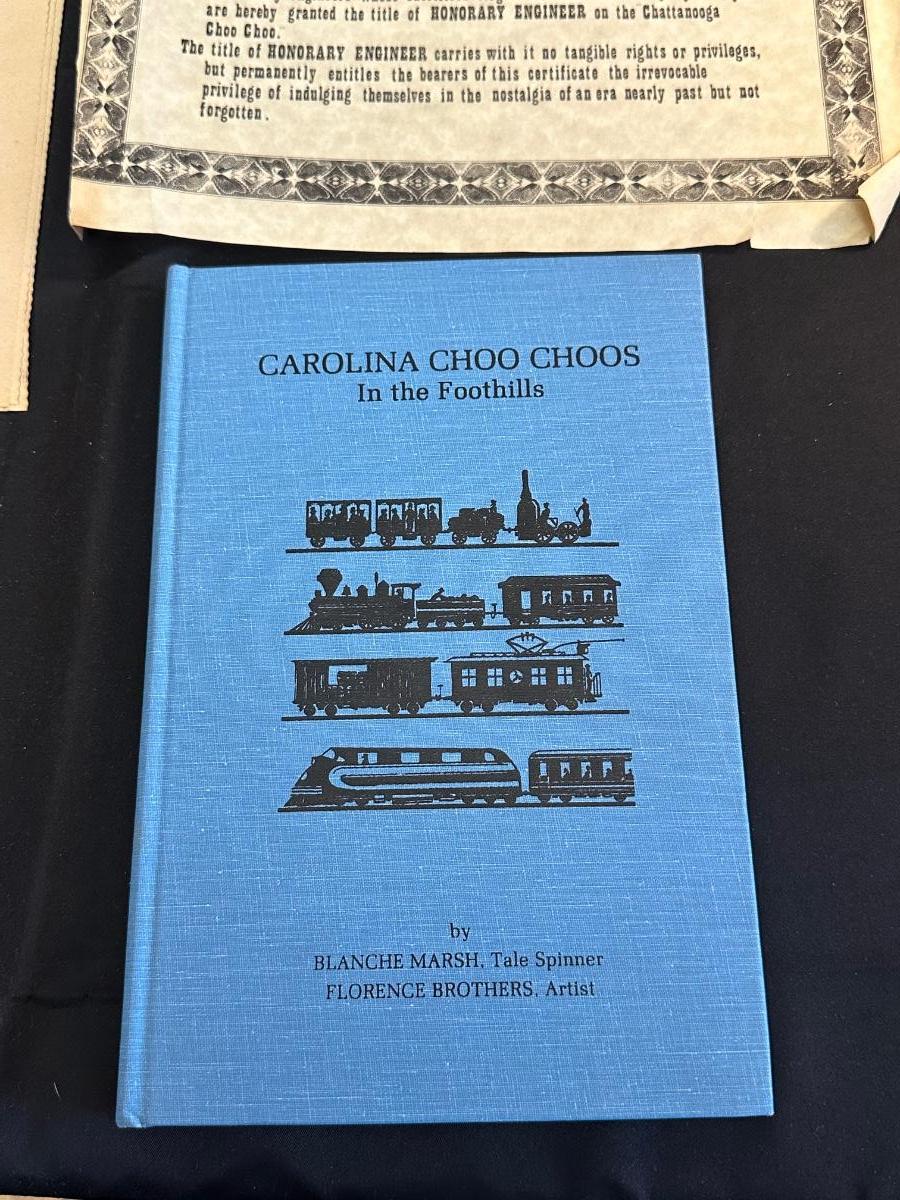 are hereby granted the title of HONORARY ENGINEER on the Chattanooga
Choo Choo.
The title of HONORARY ENGINEER carries with it no tangible rights or privileges,
but permanently entitles the bearers of this certificate the irrevocable
privilege of indulging themselves in the nostalgia of an era nearly past but not
forgotten.
CAROLINA CHOO CHOOS
In the Foothills
by
BLANCHE MARSH, Tale Spinner
FLORENCE BROTHERS, Artist